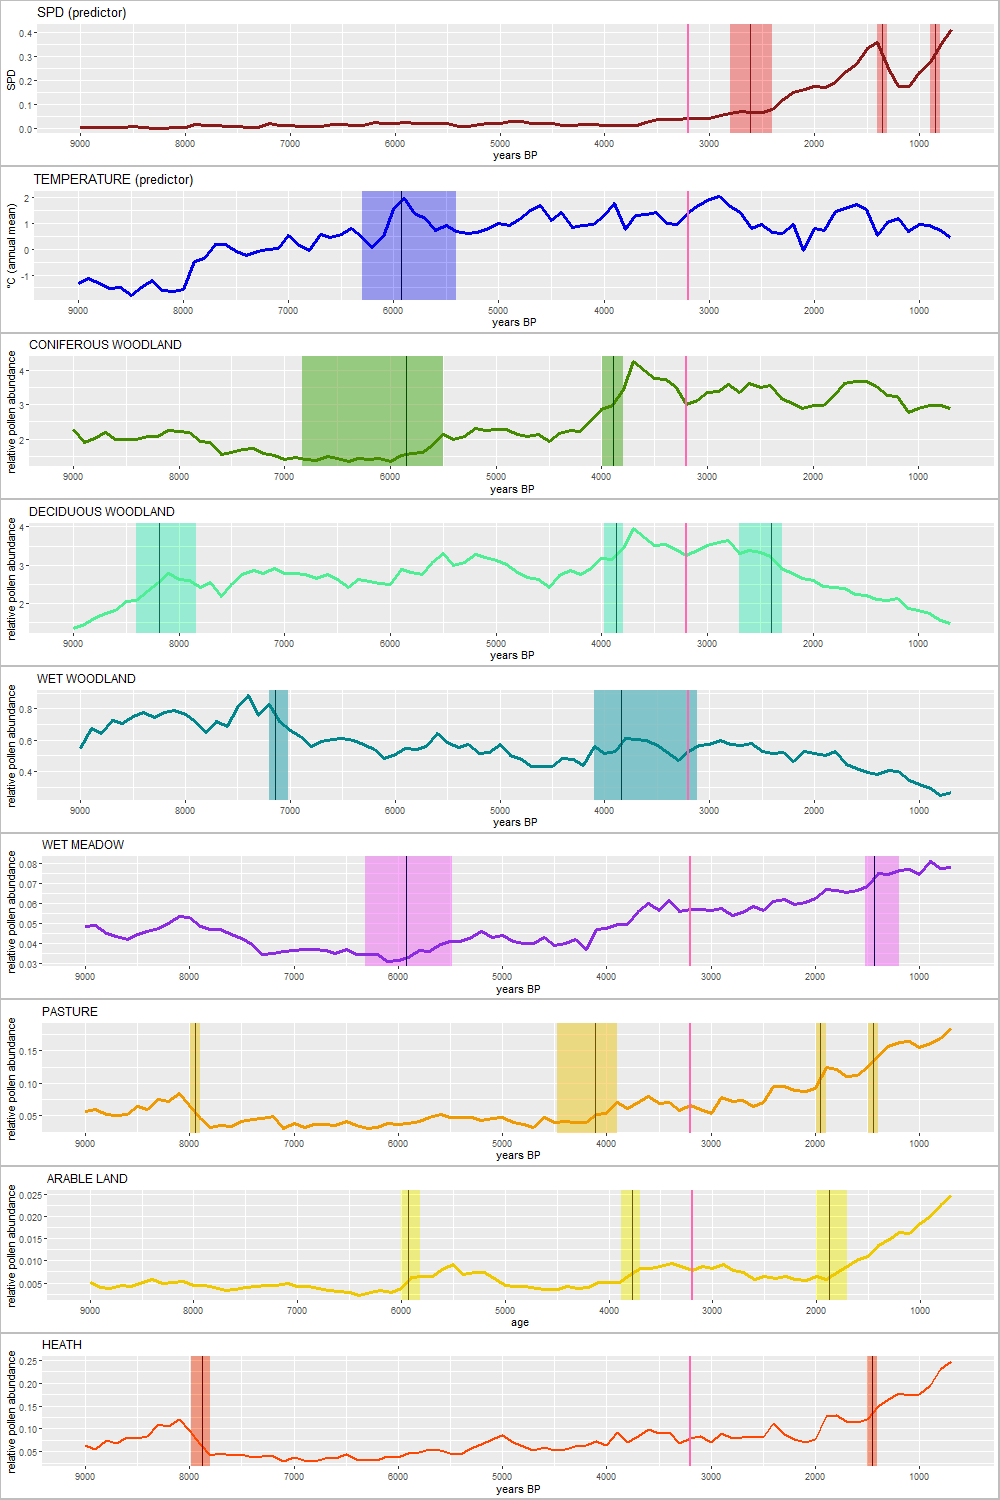 SPD (predictor)
SPD
0.4
0.3
0.2
0.1
0.0
9000 8000 7000 6000 5000 4000 3000 2000 1000
years BP
TEMPERATURE (predictor)
°C (annual mean)
2
1
0
-1
9000 8000 7000 6000 5000 4000 3000 2000 1000
years BP
CONIFEROUS WOODLAND
relative pollen abundance
4
3
2
9000 8000 7000 6000 5000 4000 3000 2000 1000
years BP
DECIDUOUS WOODLAND
relative pollen abundance
4
3
2
9000 8000 7000 6000 5000 4000 3000 2000 1000
years BP
WET WOODLAND
relative pollen abundance
0.8
0.6
0.4
9000 8000 7000 6000 5000 4000 3000 2000 1000
years BP
WET MEADOW
relative pollen abundance
0.08
0.07
0.06
0.05
0.04
0.03
9000 8000 7000 6000 5000 4000 3000 2000 1000
years BP
PASTURE
relative pollen abundance
0.15
0.10
0.05
9000 8000 7000 6000 5000 4000 3000 2000 1000
years BP
ARABLE LAND
relative pollen abundance
0.025
0.020
0.015
0.010
0.005
9000 8000 7000 6000 5000 4000 3000 2000 1000
age
HEATH
relative pollen abundance
0.25
0.20
0.15
0.10
0.05
9000 8000 7000 6000 5000 4000 3000 2000 1000
years BP